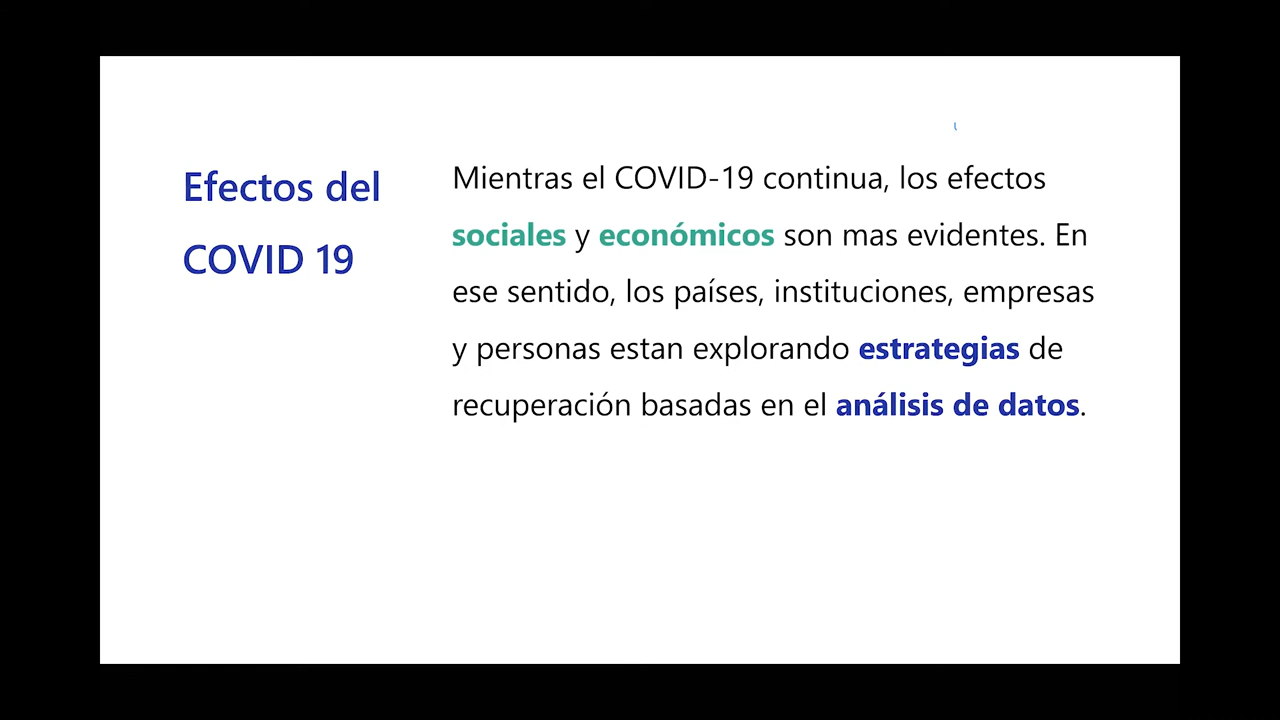 Efectos del
COVID 19
Mientras el COVID-19 continua, los efectos
sociales y económicos son mas evidentes. En
ese sentido, los países, instituciones, empresas
y personas estan explorando estrategias de
recuperación basadas en el análisis de datos.